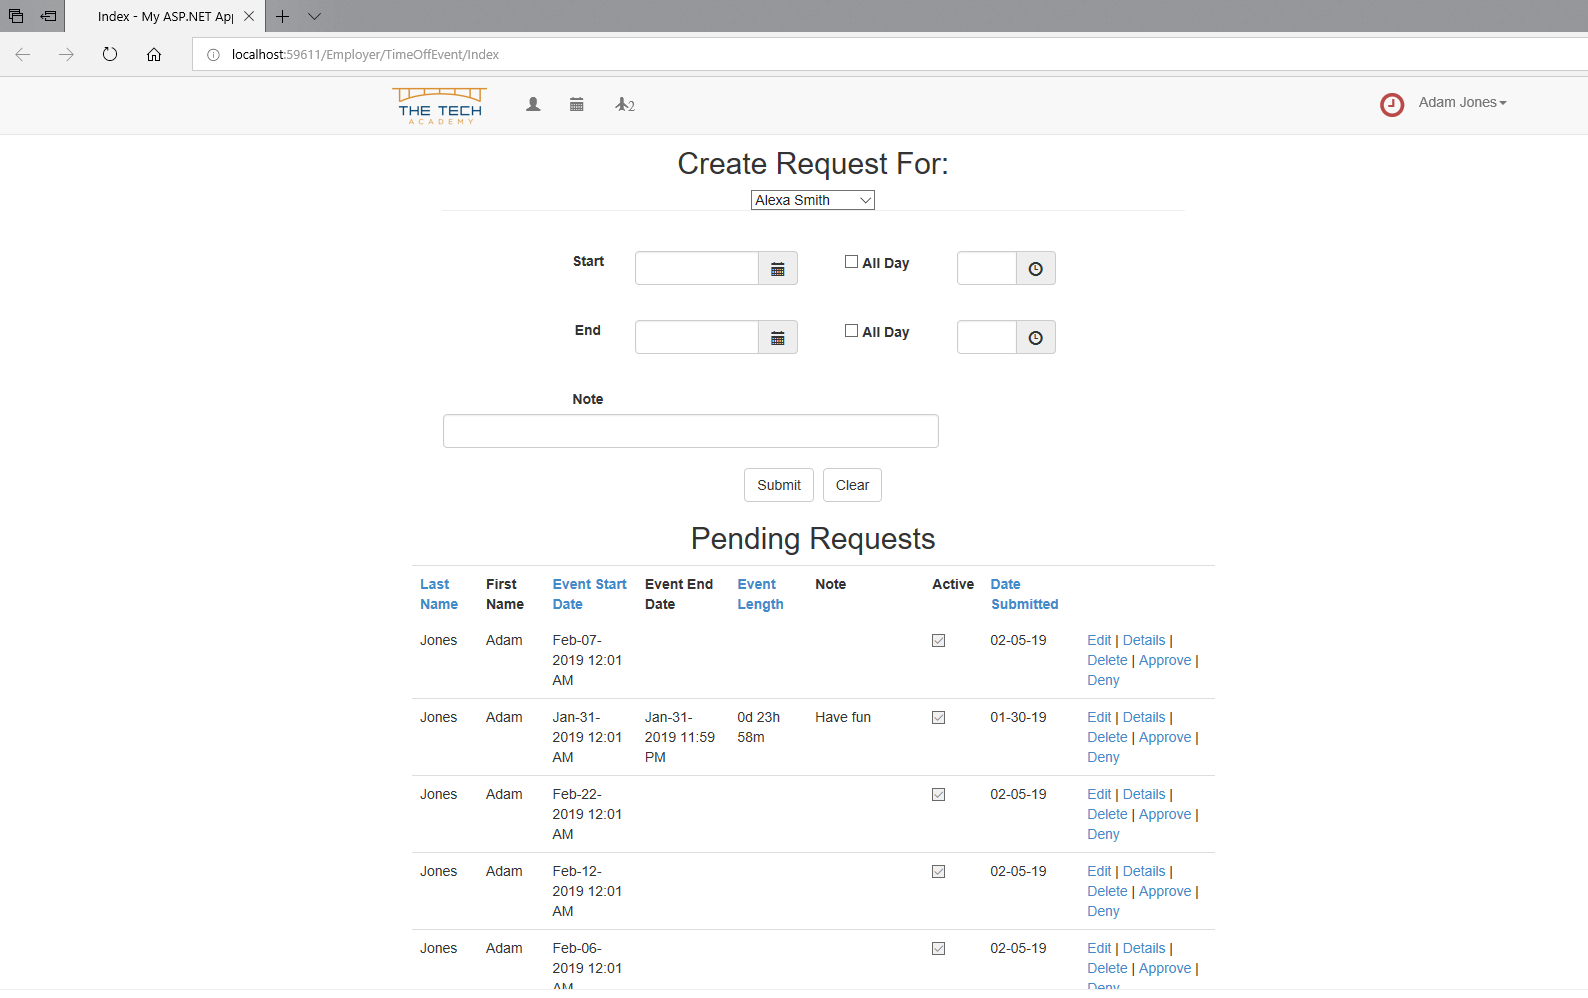 Index - My ASP.NET Ap
localhost:59611/Employer/TimeOffEvent/Index
THE TECH
ACADEMY
2
Adam Jones
Create Request For:
Alexa Smith
Start
All Day
End
All Day
Note
Submit
Clear
Pending Requests
Last Name First Name Event Start Date Event End Date Event Length Note Active Date Submitted
Jones Adam Feb-07-2019 12:01 AM 02-05-19 Edit | Details | Delete | Approve | Deny
Jones Adam Jan-31-2019 12:01 AM Jan-31-2019 11:59 PM 0d 23h 58m Have fun 01-30-19 Edit | Details | Delete | Approve | Deny
Jones Adam Feb-22-2019 12:01 AM 02-05-19 Edit | Details | Delete | Approve | Deny
Jones Adam Feb-12-2019 12:01 AM 02-05-19 Edit | Details | Delete | Approve | Deny
Jones Adam Feb-06-2019 12:01 AM 02-05-19 Edit | Details | Delete | Approve | Deny